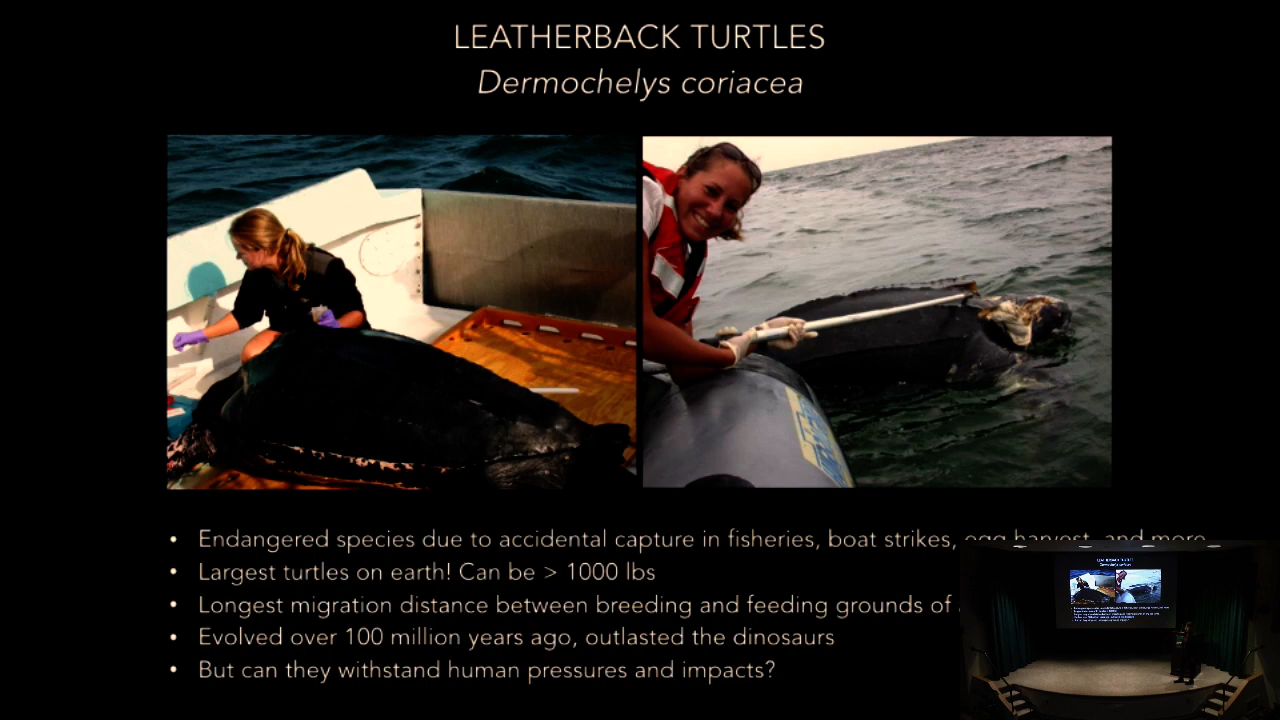 LEATHERBACK TURTLES
Dermochelys coriacea
• Endangered species due to accidental capture in fisheries, boat strikes, egg harvest, and more
• Largest turtles on earth! Can be > 1000 lbs
• Longest migration distance between breeding and feeding grounds of
• Evolved over 100 million years ago, outlasted the dinosaurs
• But can they withstand human pressures and impacts?